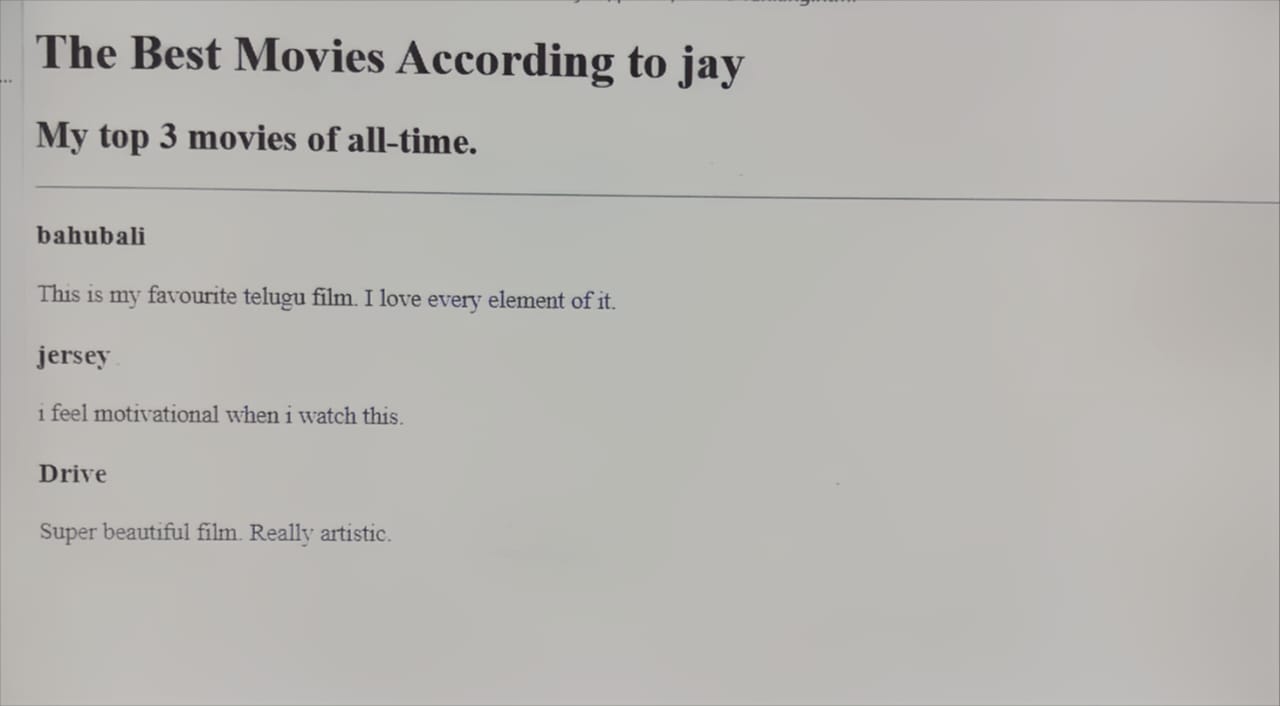 The Best Movies According to jay
My top 3 movies of all-time.
bahubali
This is my favourite telugu film. I love every element of it.
jersey
i feel motivational when i watch this.
Drive
Super beautiful film. Really artistic.